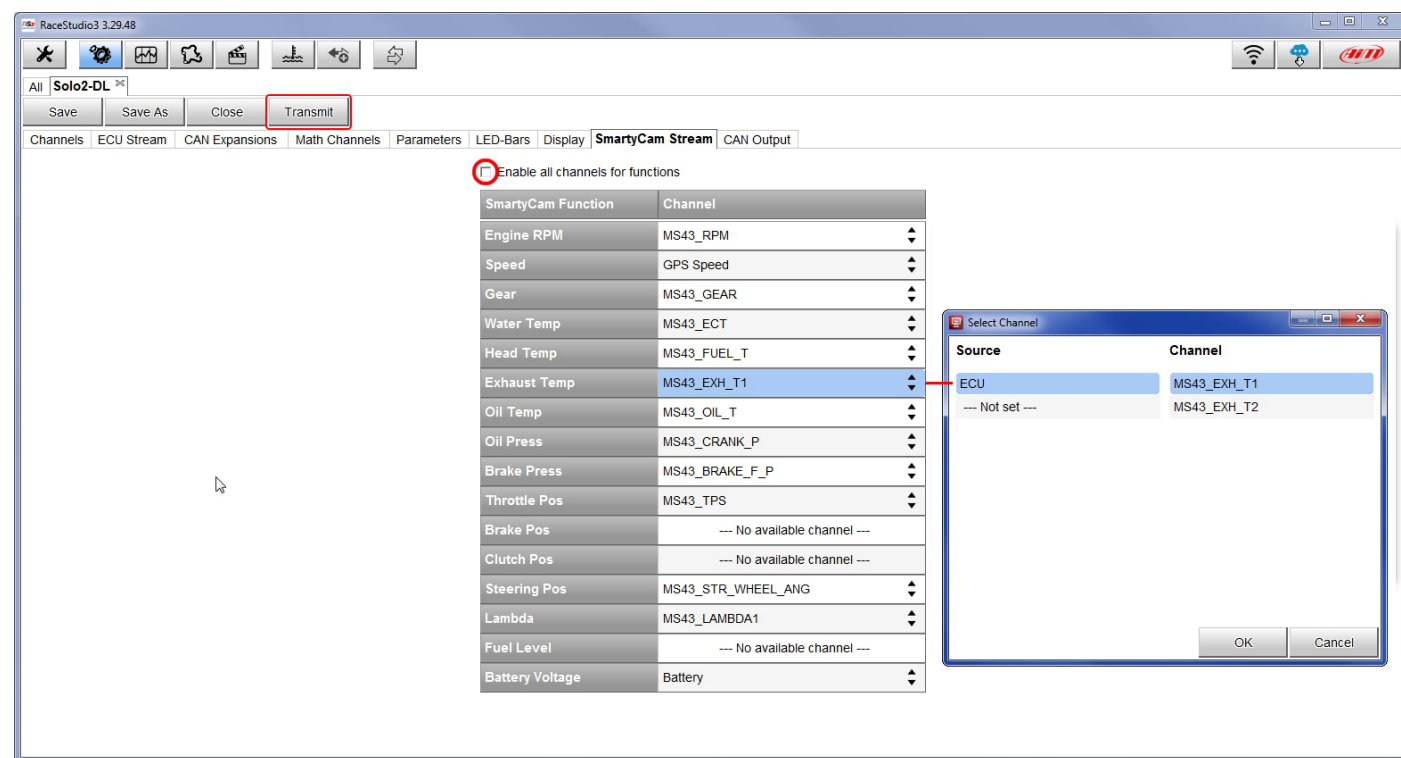 RaceStudio3 3.29.48
AiM
All Solo2-DL
Save Save As Close Transmit
Channels ECU Stream CAN Expansions Math Channels Parameters LED-Bars Display SmartyCam Stream CAN Output
Enable all channels for functions
SmartyCam Function Channel
Engine RPM MS43_RPM
Speed GPS Speed
Gear MS43_GEAR
Water Temp MS43_ECT
Head Temp MS43_FUEL_T
Exhaust Temp MS43_EXH_T1
Oil Temp MS43_OIL_T
Oil Press MS43_CRANK_P
Brake Press MS43_BRAKE_F_P
Throttle Pos MS43_TPS
Brake Pos --- No available channel ---
Clutch Pos --- No available channel ---
Steering Pos MS43_STR_WHEEL_ANG
Lambda MS43_LAMBDA1
Fuel Level --- No available channel ---
Battery Voltage Battery
Select Channel
Source Channel
ECU MS43_EXH_T1
--- Not set --- MS43_EXH_T2
OK Cancel